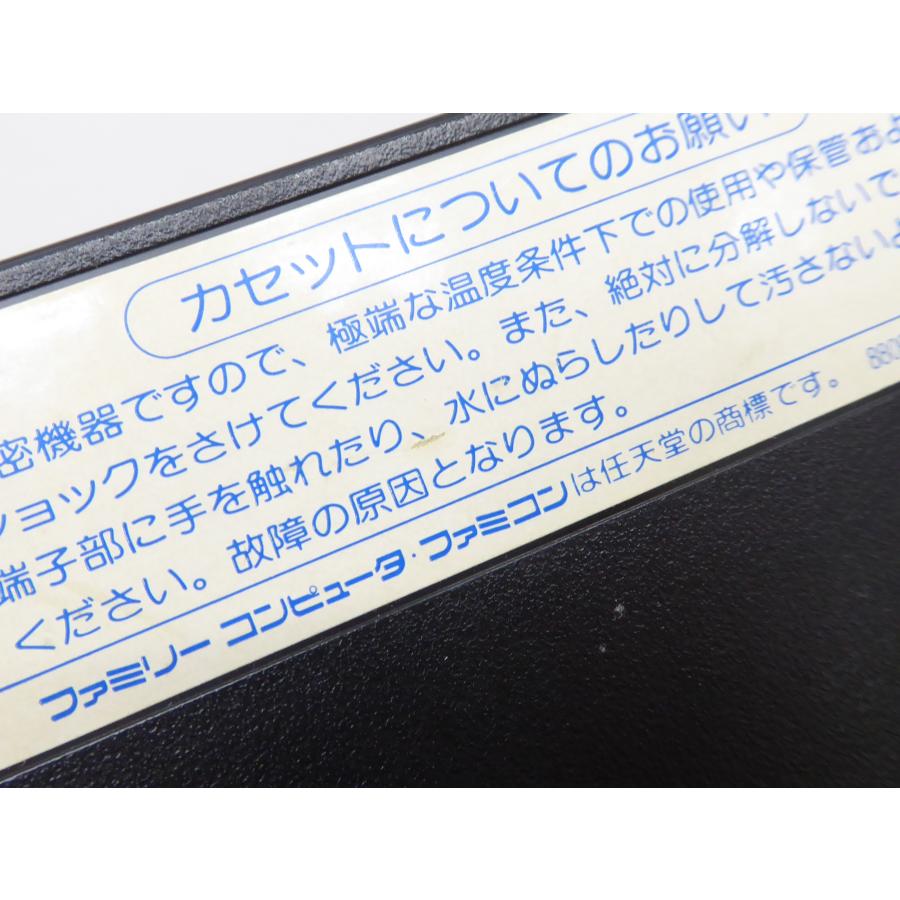 カセットについてのお願い
密機器ですので、極端な温度条件下での使用や保管およ
ショックをさけてください。また、絶対に分解しないで
端子部に手を触れたり、水にぬらしたりして汚さないよ
ください。故障の原因となります。
ファミリーコンピュータ・ファミコンは任天堂の商標です。 BB0